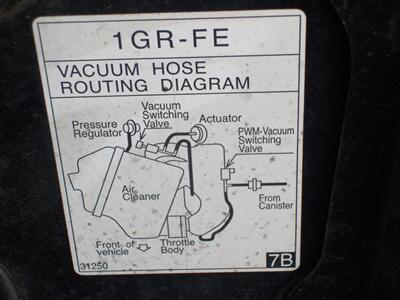 1GR-FE
VACUUM HOSE
ROUTING DIAGRAM
Vacuum
Switching
Valve
Actuator
Pressure
Regulator
PWM-Vacuum
Switching
Valve
Air
Cleaner
From
Canister
Front of
vehicle
Throttle
Body
31250
7B